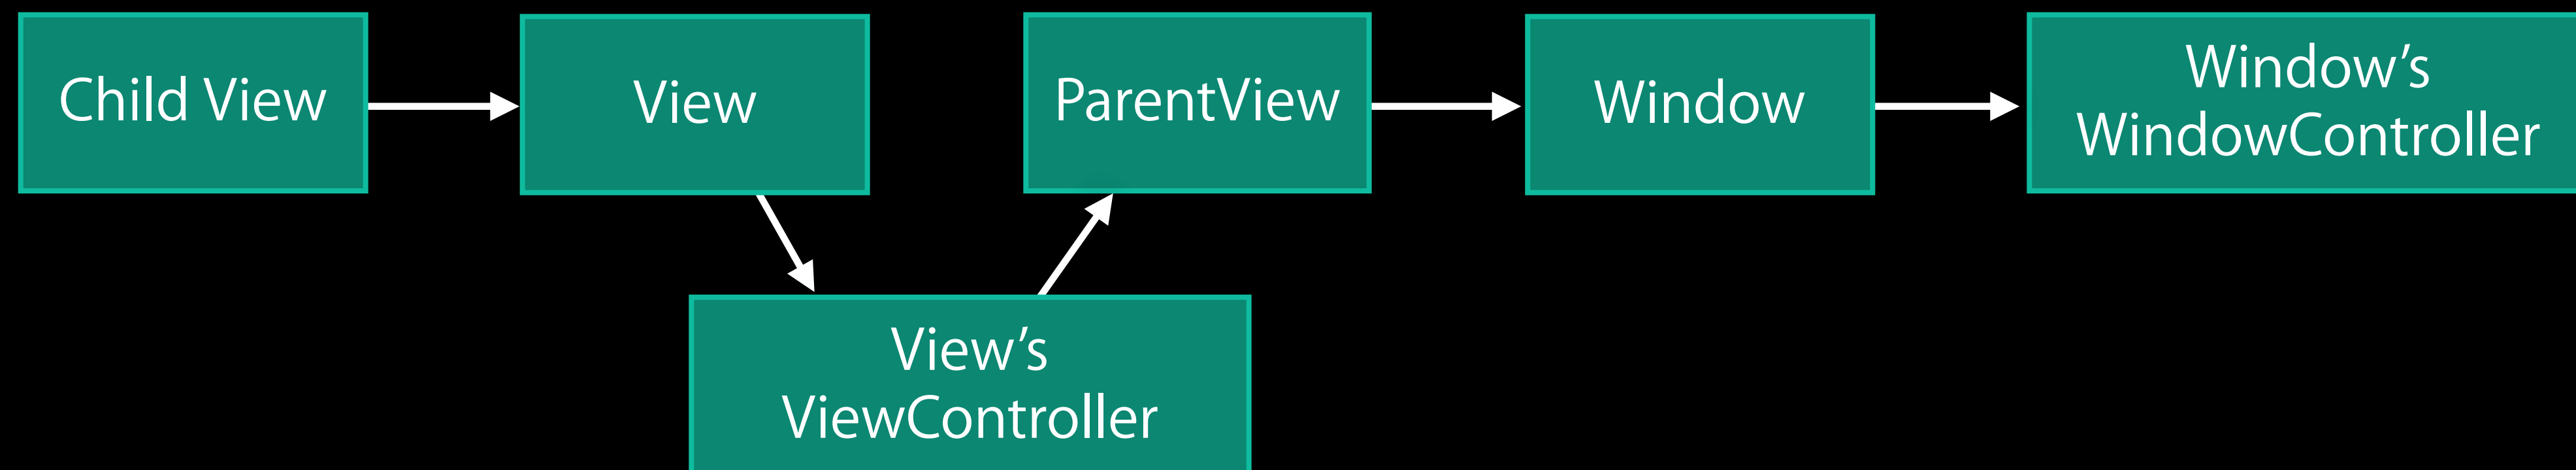 Child View
View
ParentView
Window
Window’s
WindowController
View’s
ViewController